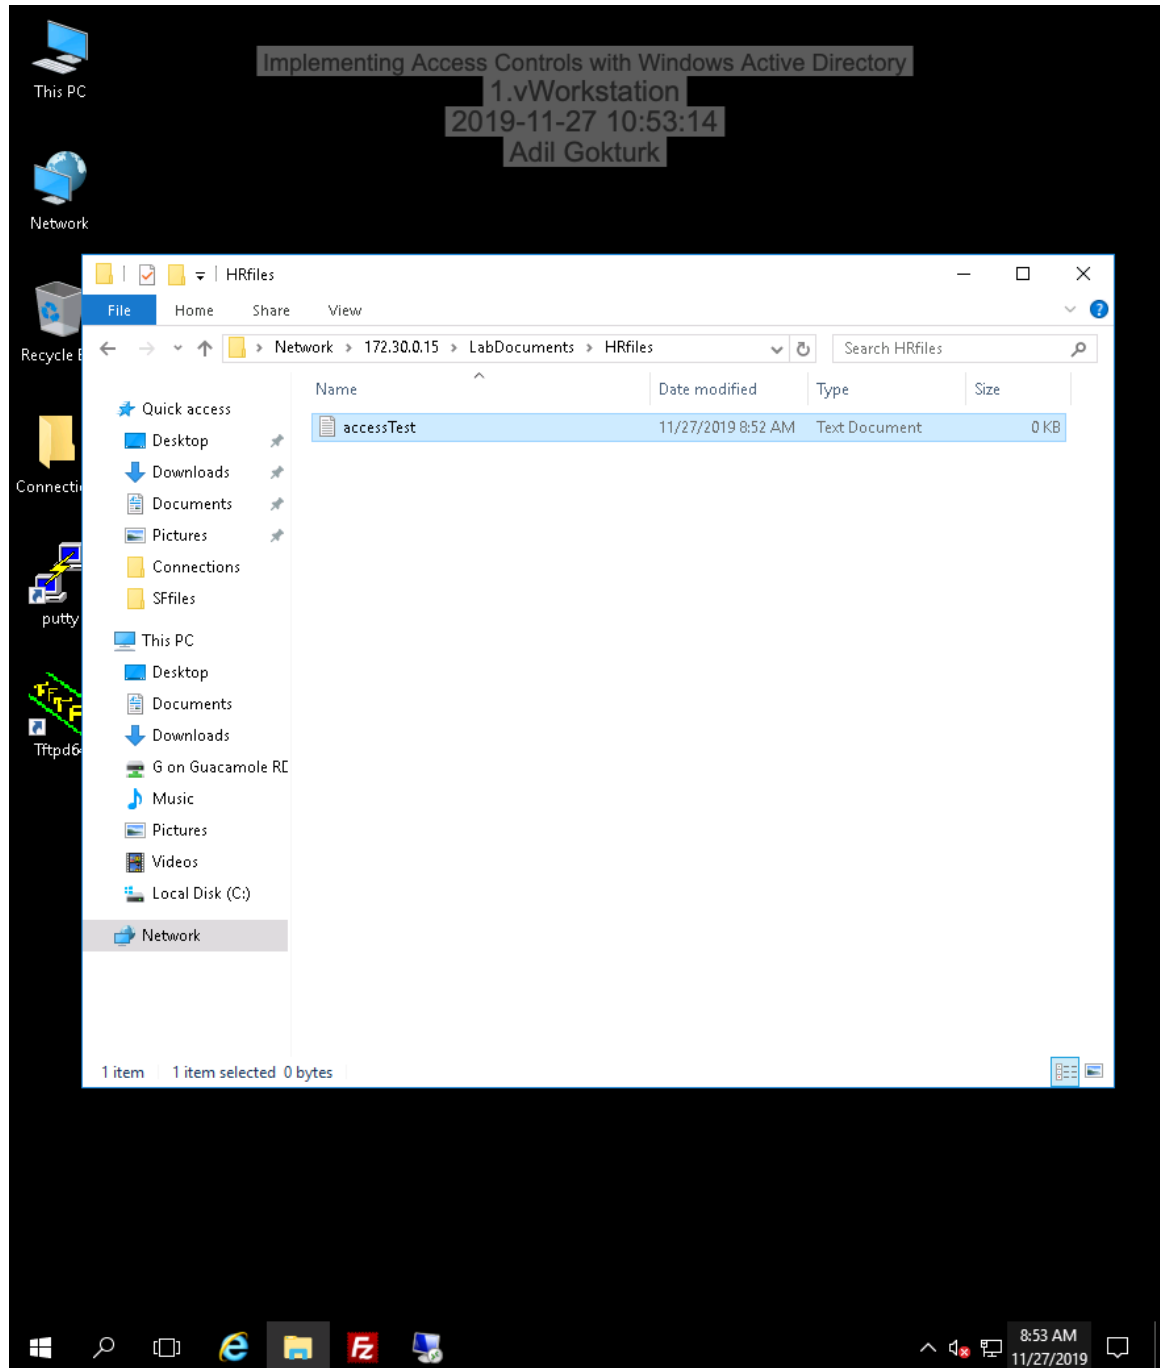 Implementing Access Controls with Windows Active Directory
1.vWorkstation
2019-11-27 10:53:14
Adil Gokturk
This PC
Network
Recycle
Connecti
putty
Tftpd6
HRfiles
File Home Share View
Network > 172.30.0.15 > LabDocuments > HRfiles
Search HRfiles
Name Date modified Type Size
accessTest 11/27/2019 8:52 AM Text Document 0 KB
Quick access
Desktop
Downloads
Documents
Pictures
Connections
SFfiles
This PC
Desktop
Documents
Downloads
G on Guacamole RD
Music
Pictures
Videos
Local Disk (C:)
Network
1 item 1 item selected 0 bytes
8:53 AM
11/27/2019